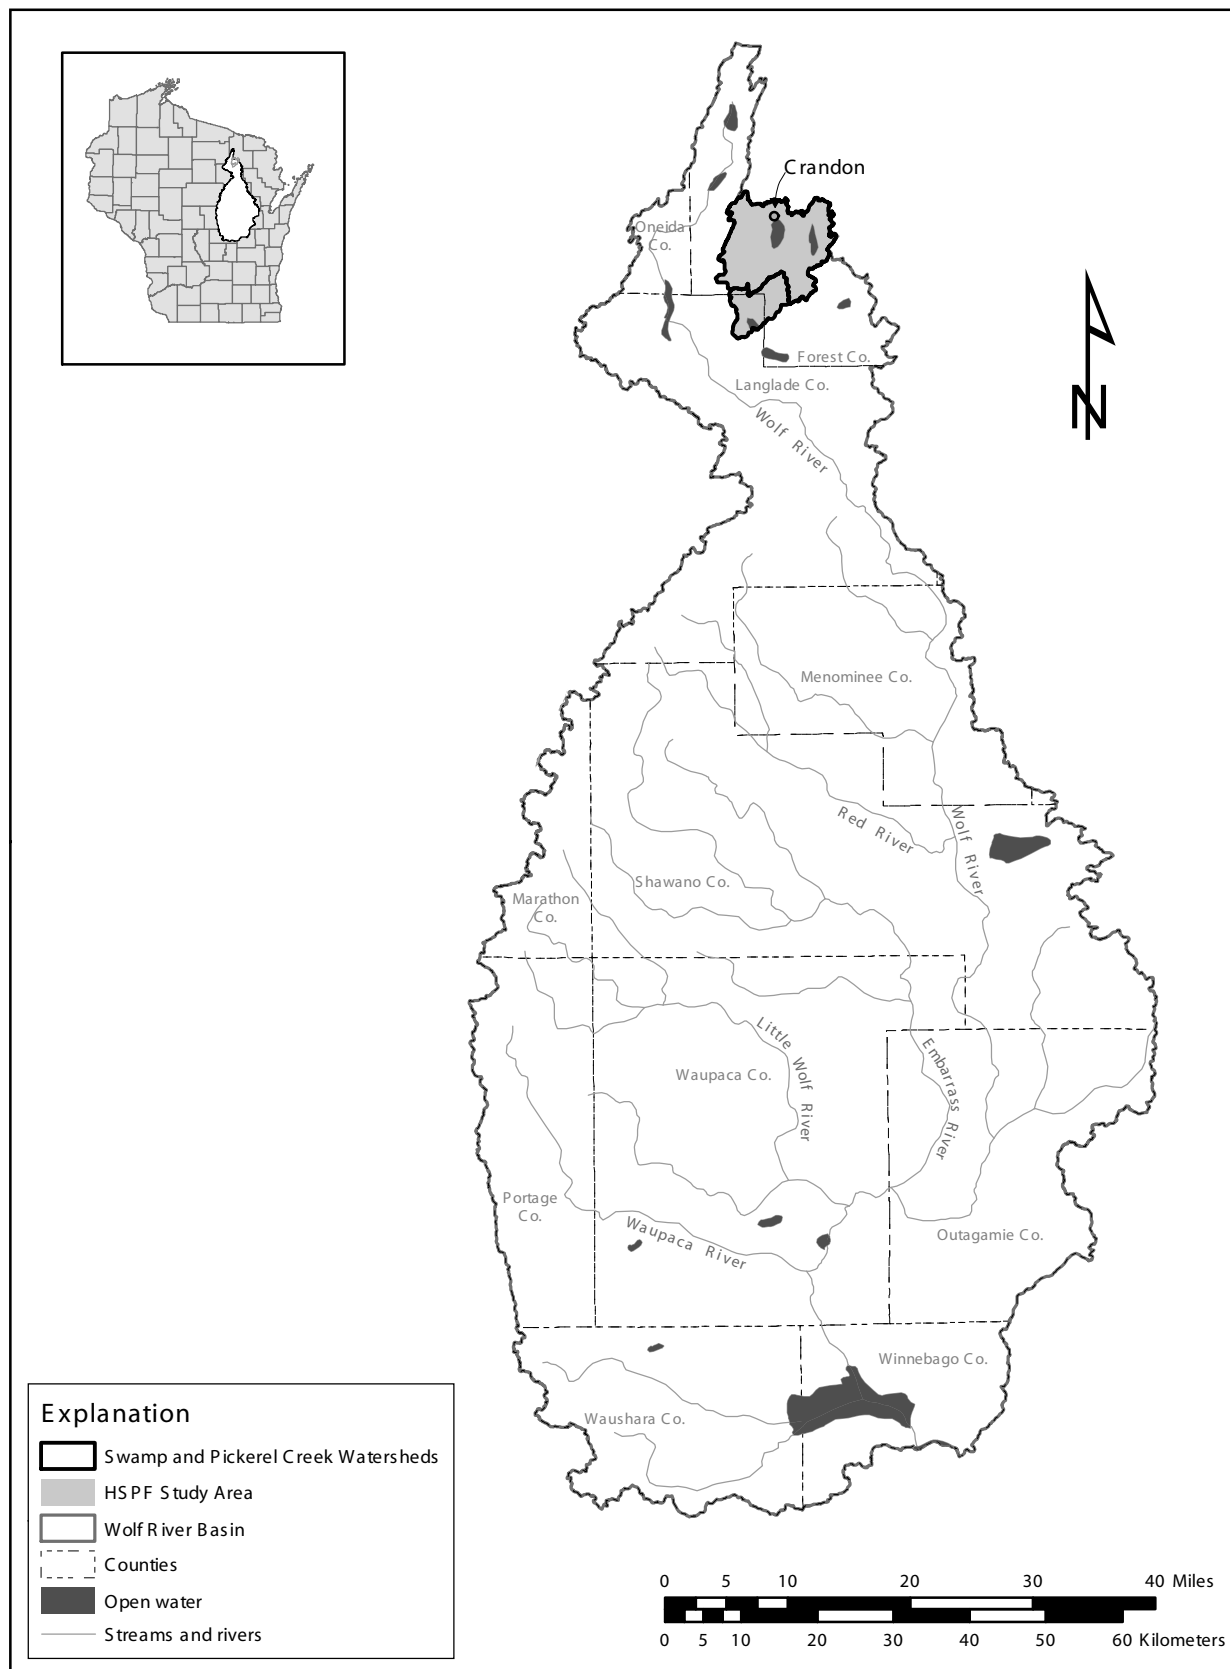 Crandon
Oneida
Co.
Forest Co.
Langlade Co.
Wolf River
N
Menominee Co.
Red River
Wolf River
Shawano Co.
Marathon
Co.
Little Wolf River
Embarrass River
Waupaca Co.
Portage
Co.
Waupaca River
Outagamie Co.
Winnebago Co.
Waushara Co.
Explanation
Swamp and Pickerel Creek Watersheds
HSPF Study Area
Wolf River Basin
Counties
Open water
Streams and rivers
0 5 10 20 30 40 Miles
0 5 10 20 30 40 50 60 Kilometers